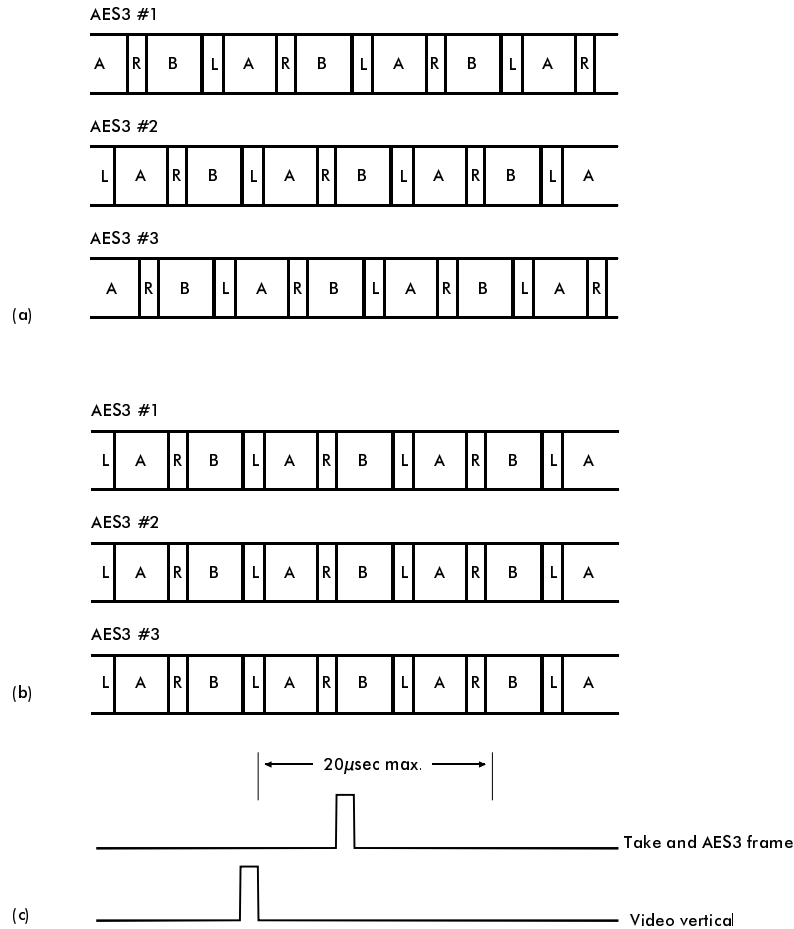 AES3 #1
A R B L A R B L A R B L A R
AES3 #2
L A R B L A R B L A R B L A
AES3 #3
A R B L A R B L A R B L A R
(a)
AES3 #1
L A R B L A R B L A R B L A
AES3 #2
L A R B L A R B L A R B L A
AES3 #3
L A R B L A R B L A R B L A
(b)
20µsec max.
Take and AES3 frame
(c)
Video vertical